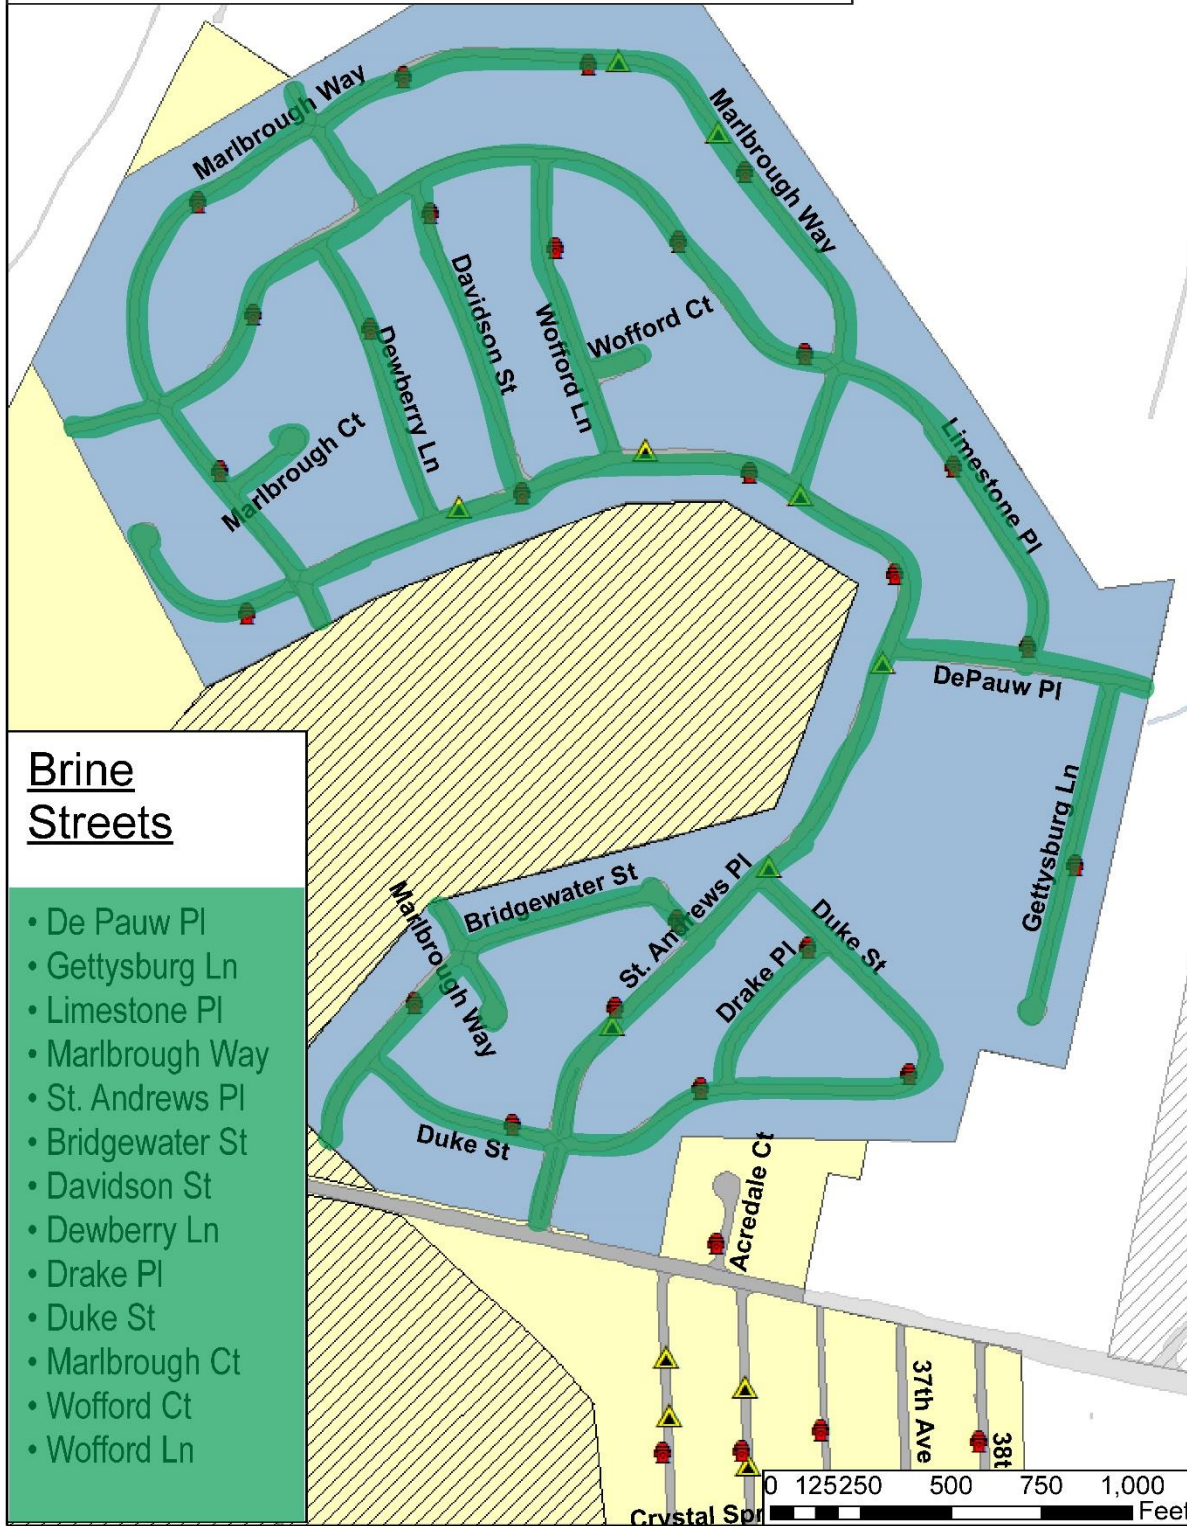 Marlbrough Way
Marlbrough Way
Davidson St
Wofford Ct
Wofford Ln
Dewberry Ln
Marlbrough Ct
Limestone Pl
DePauw Pl
Gettysburg Ln
Brine
Streets
• De Pauw Pl
• Gettysburg Ln
• Limestone Pl
• Marlbrough Way
• St. Andrews Pl
• Bridgewater St
• Davidson St
• Dewberry Ln
• Drake Pl
• Duke St
• Marlbrough Ct
• Wofford Ct
• Wofford Ln
Bridgewater St
Marlbrough Way
St. Andrews Pl
Duke St
Drake Pl
Duke St
Acredale Ct
37th Ave
38t
Crystal Spr
0 125250 500 750 1,000
Feet